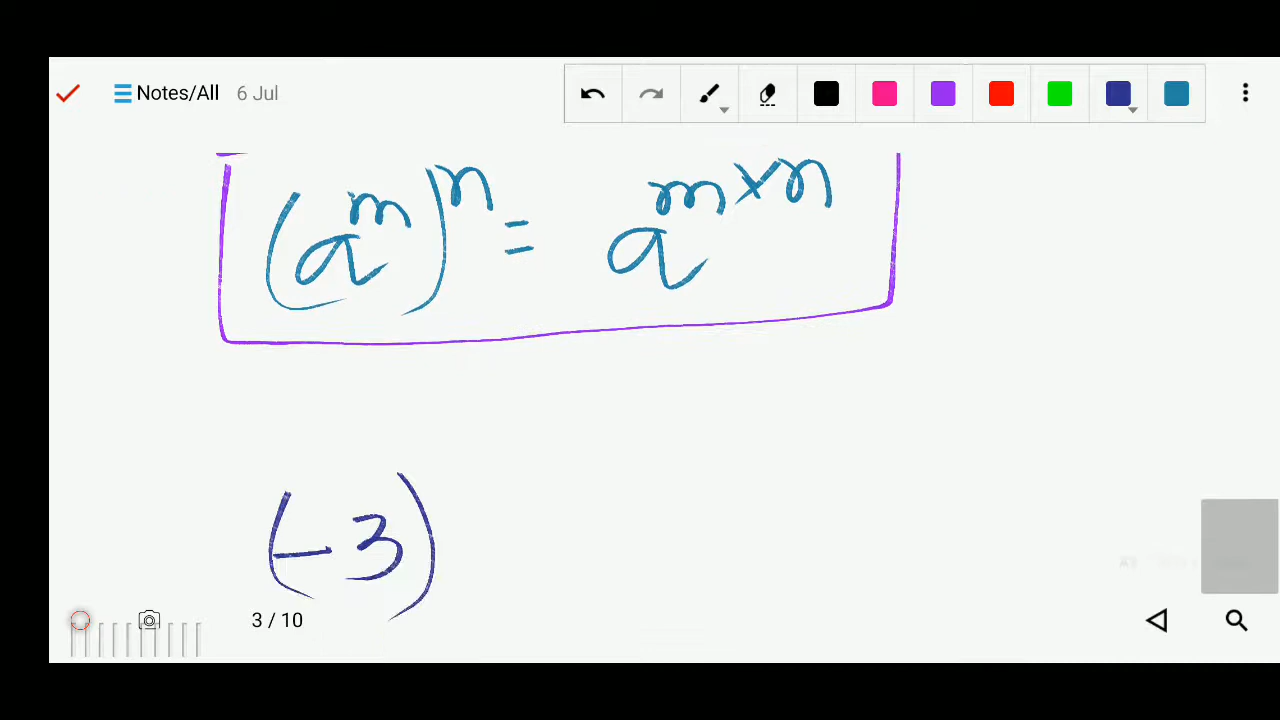 Notes/All 6 Jul
(a^m)^n = a^{m×n}
(-3)
3 / 10